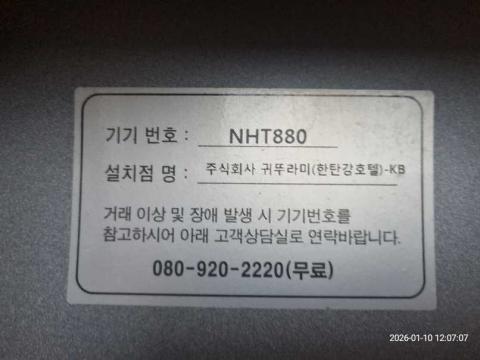 기기 번호 : NHT880
설치점 명 : 주식회사 귀뚜라미(한탄강호텔)-KB
거래 이상 및 장애 발생 시 기기번호를
참고하시어 아래 고객상담실로 연락바랍니다.
080-920-2220(무료)
2026-01-10 12:07:07